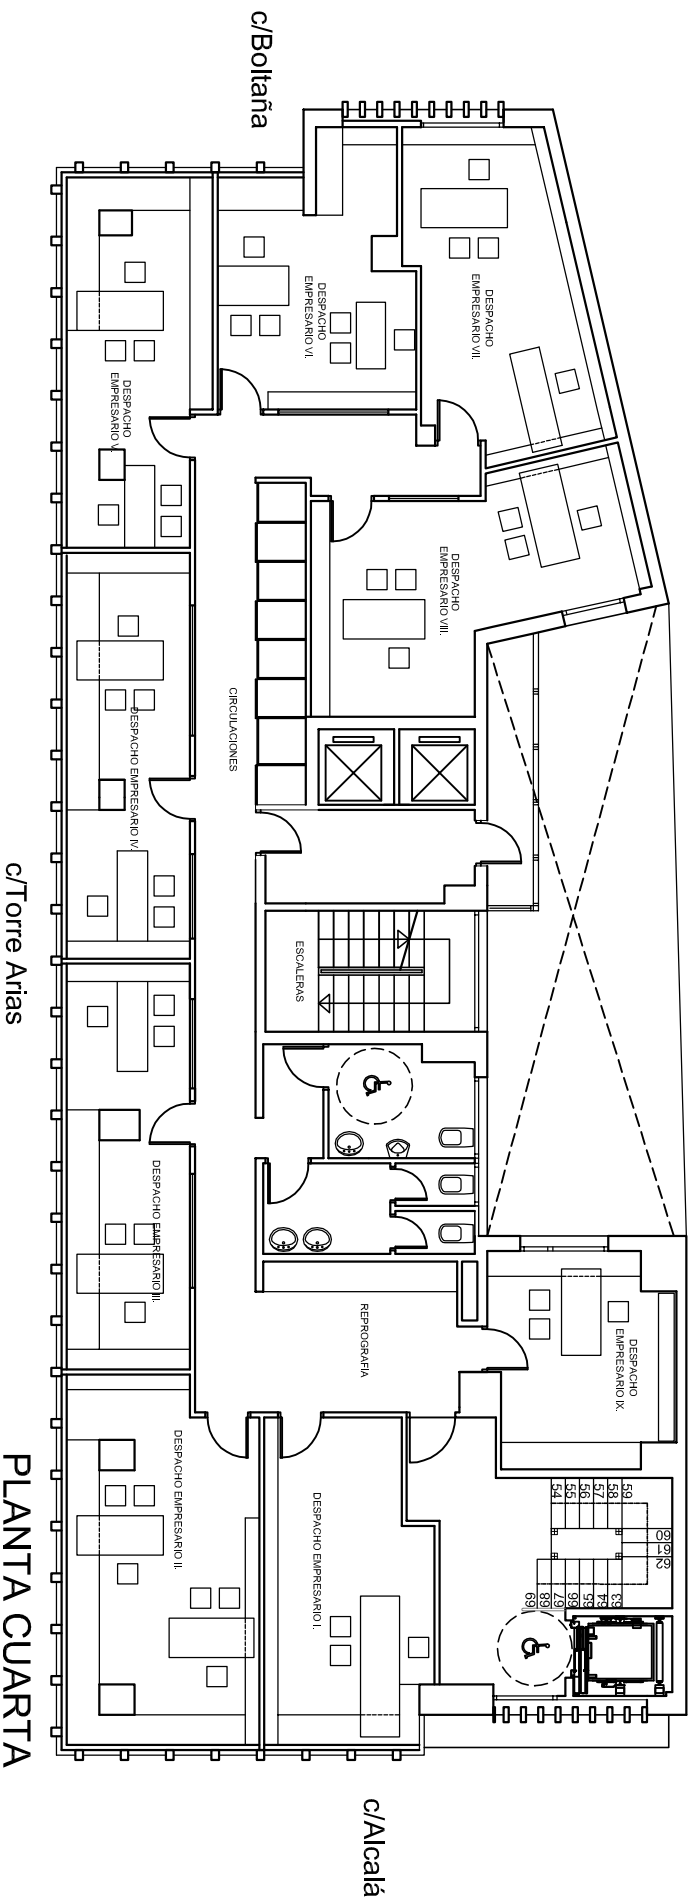 c/Boltaña
DESPACHO
EMPRESARIO VII.
DESPACHO
EMPRESARIO VI.
DESPACHO
EMPRESARIO V.
DESPACHO
EMPRESARIO VIII.
CIRCULACIONES
DESPACHO EMPRESARIO IV.
c/Torre Arias
ESCALERAS
DESPACHO EMPRESARIO III.
REPROGRAFIA
DESPACHO
EMPRESARIO IX.
DESPACHO EMPRESARIO II.
DESPACHO EMPRESARIO I.
54
55
56
57
58
59
60
61
62
63
64
65
66
67
68
69
PLANTA CUARTA
c/Alcalá